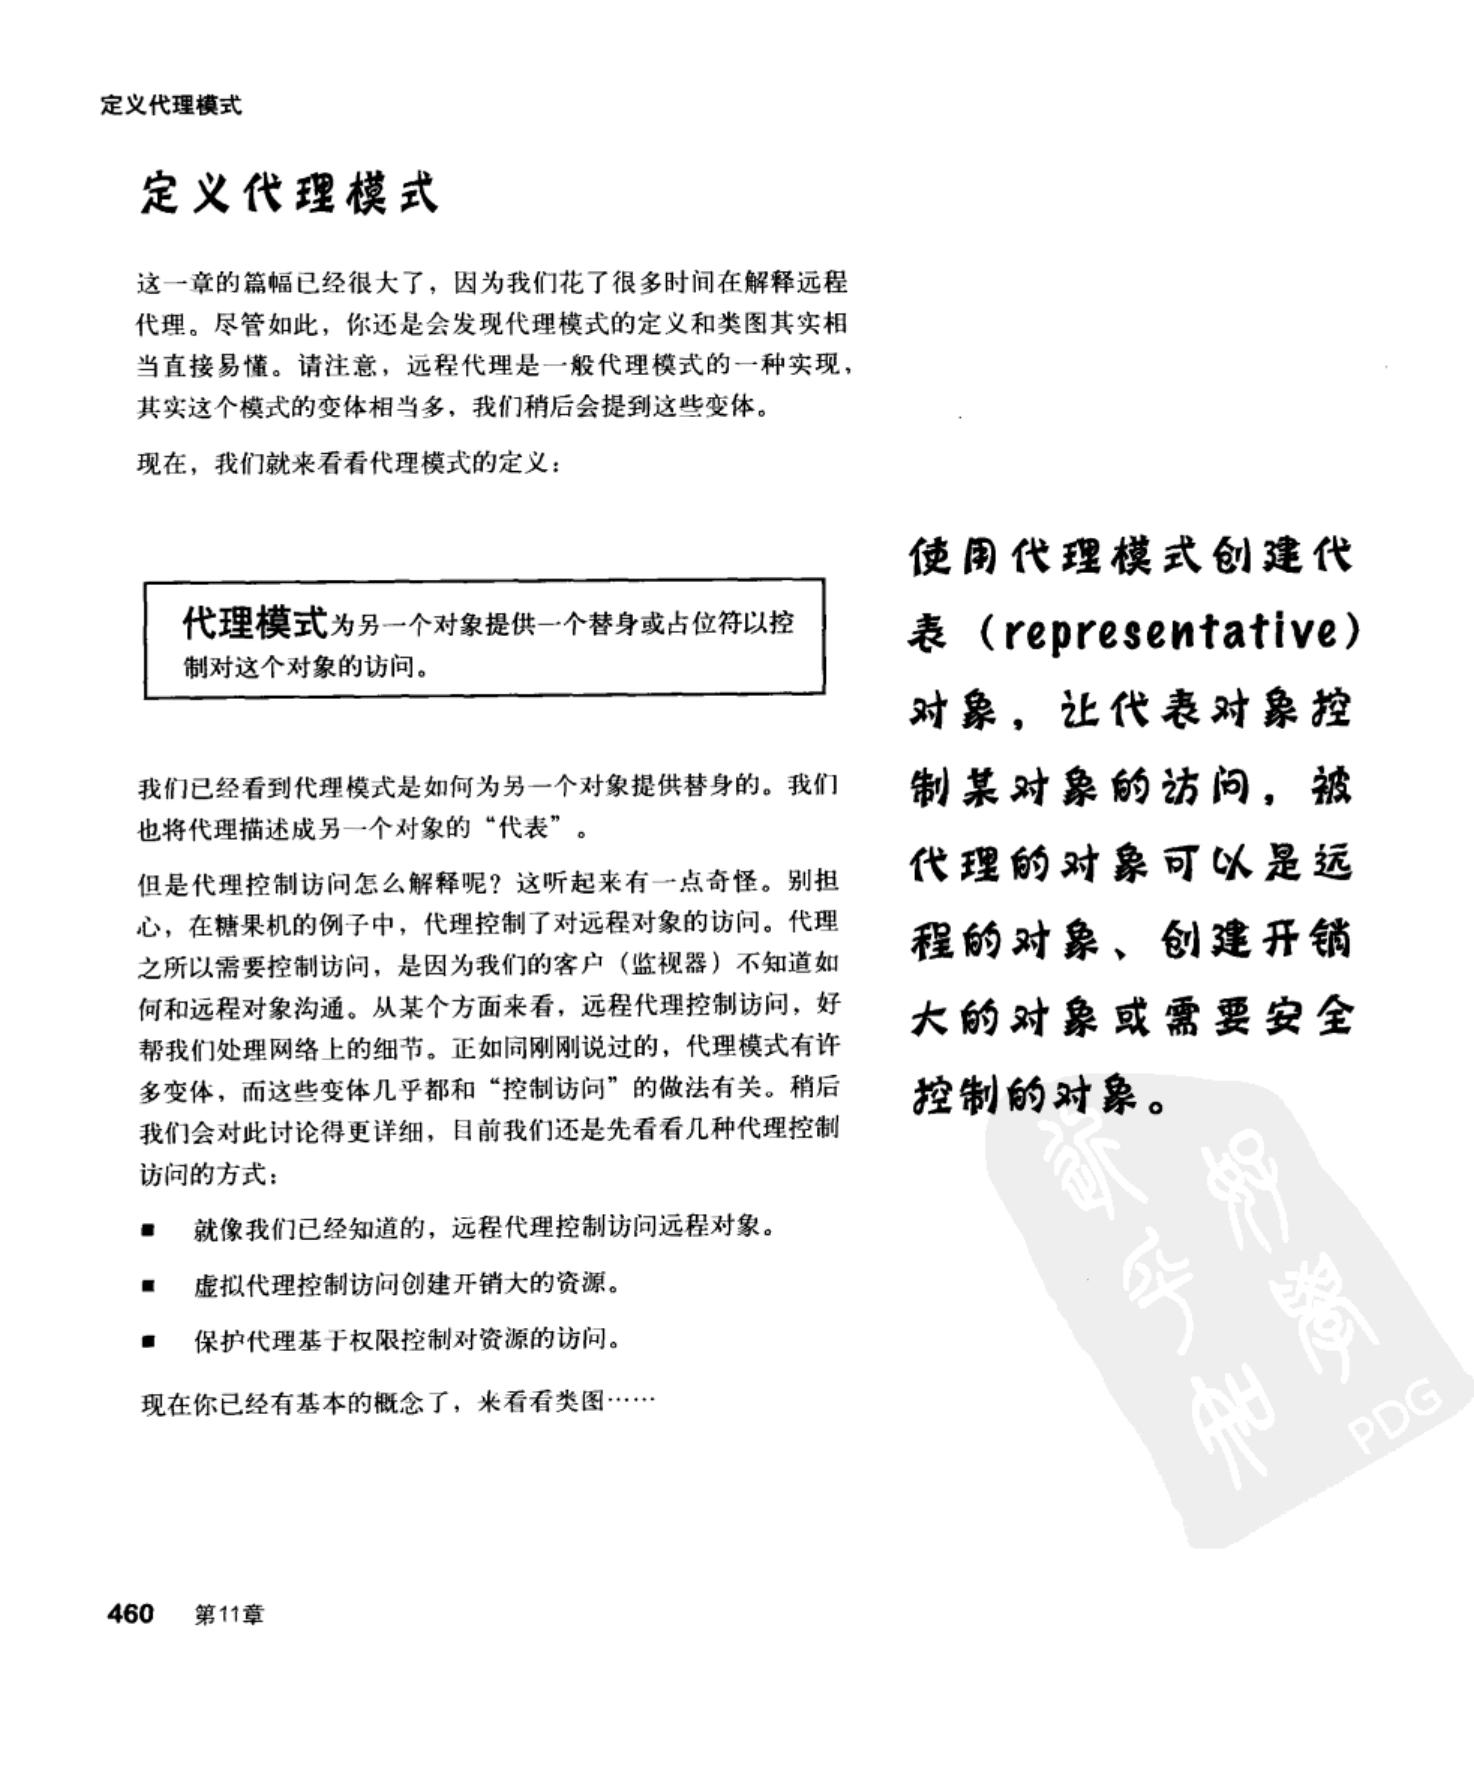 定义代理模式
定义代理模式
这一章的篇幅已经很大了，因为我们花了很多时间在解释远程
代理。尽管如此，你还是会发现代理模式的定义和类图其实相
当直接易懂。请注意，远程代理是一般代理模式的一种实现，
其实这个模式的变体相当多，我们稍后会提到这些变体。
现在，我们就来看看代理模式的定义：
代理模式为另一个对象提供一个替身或占位符以控
制对这个对象的访问。
我们已经看到代理模式是如何为另一个对象提供替身的。我们
也将代理描述成另一个对象的“代表”。
但是代理控制访问怎么解释呢？这听起来有一点奇怪。别担
心，在糖果机的例子中，代理控制了对远程对象的访问。代理
之所以需要控制访问，是因为我们的客户（监视器）不知道如
何和远程对象沟通。从某个方面来看，远程代理控制访问，好
帮我们处理网络上的细节。正如同刚刚说过的，代理模式有许
多变体，而这些变体几乎都和“控制访问”的做法有关。稍后
我们会对此讨论得更详细，目前我们还是先看看几种代理控制
访问的方式：
■ 就像我们已经知道的，远程代理控制访问远程对象。
■ 虚拟代理控制访问创建开销大的资源。
■ 保护代理基于权限控制对资源的访问。
现在你已经有基本的概念了，来看看类图……
使用代理模式创建代
表（representative）
对象，让代表对象控
制某对象的访问，被
代理的对象可以是远
程的对象、创建开销
大的对象或需要安全
控制的对象。
PDG
460 第11章